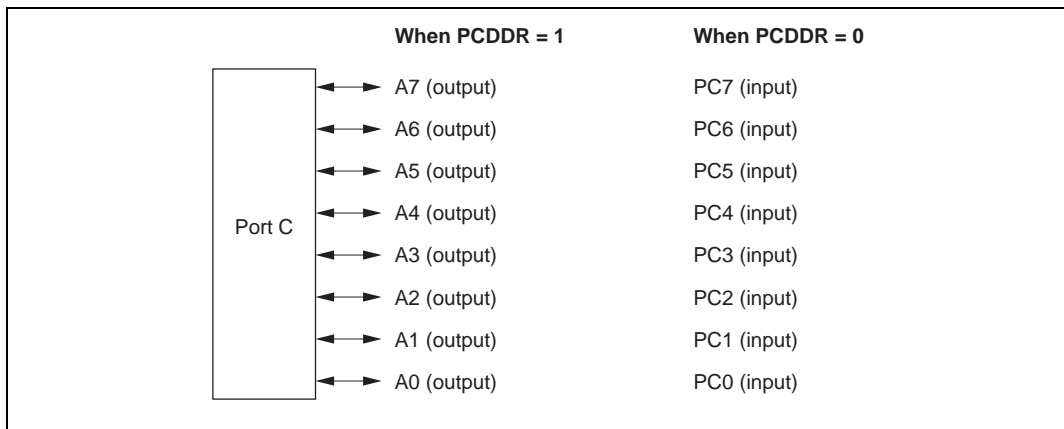 When PCDDR = 1 When PCDDR = 0
A7 (output) PC7 (input)
A6 (output) PC6 (input)
A5 (output) PC5 (input)
Port C A4 (output) PC4 (input)
A3 (output) PC3 (input)
A2 (output) PC2 (input)
A1 (output) PC1 (input)
A0 (output) PC0 (input)